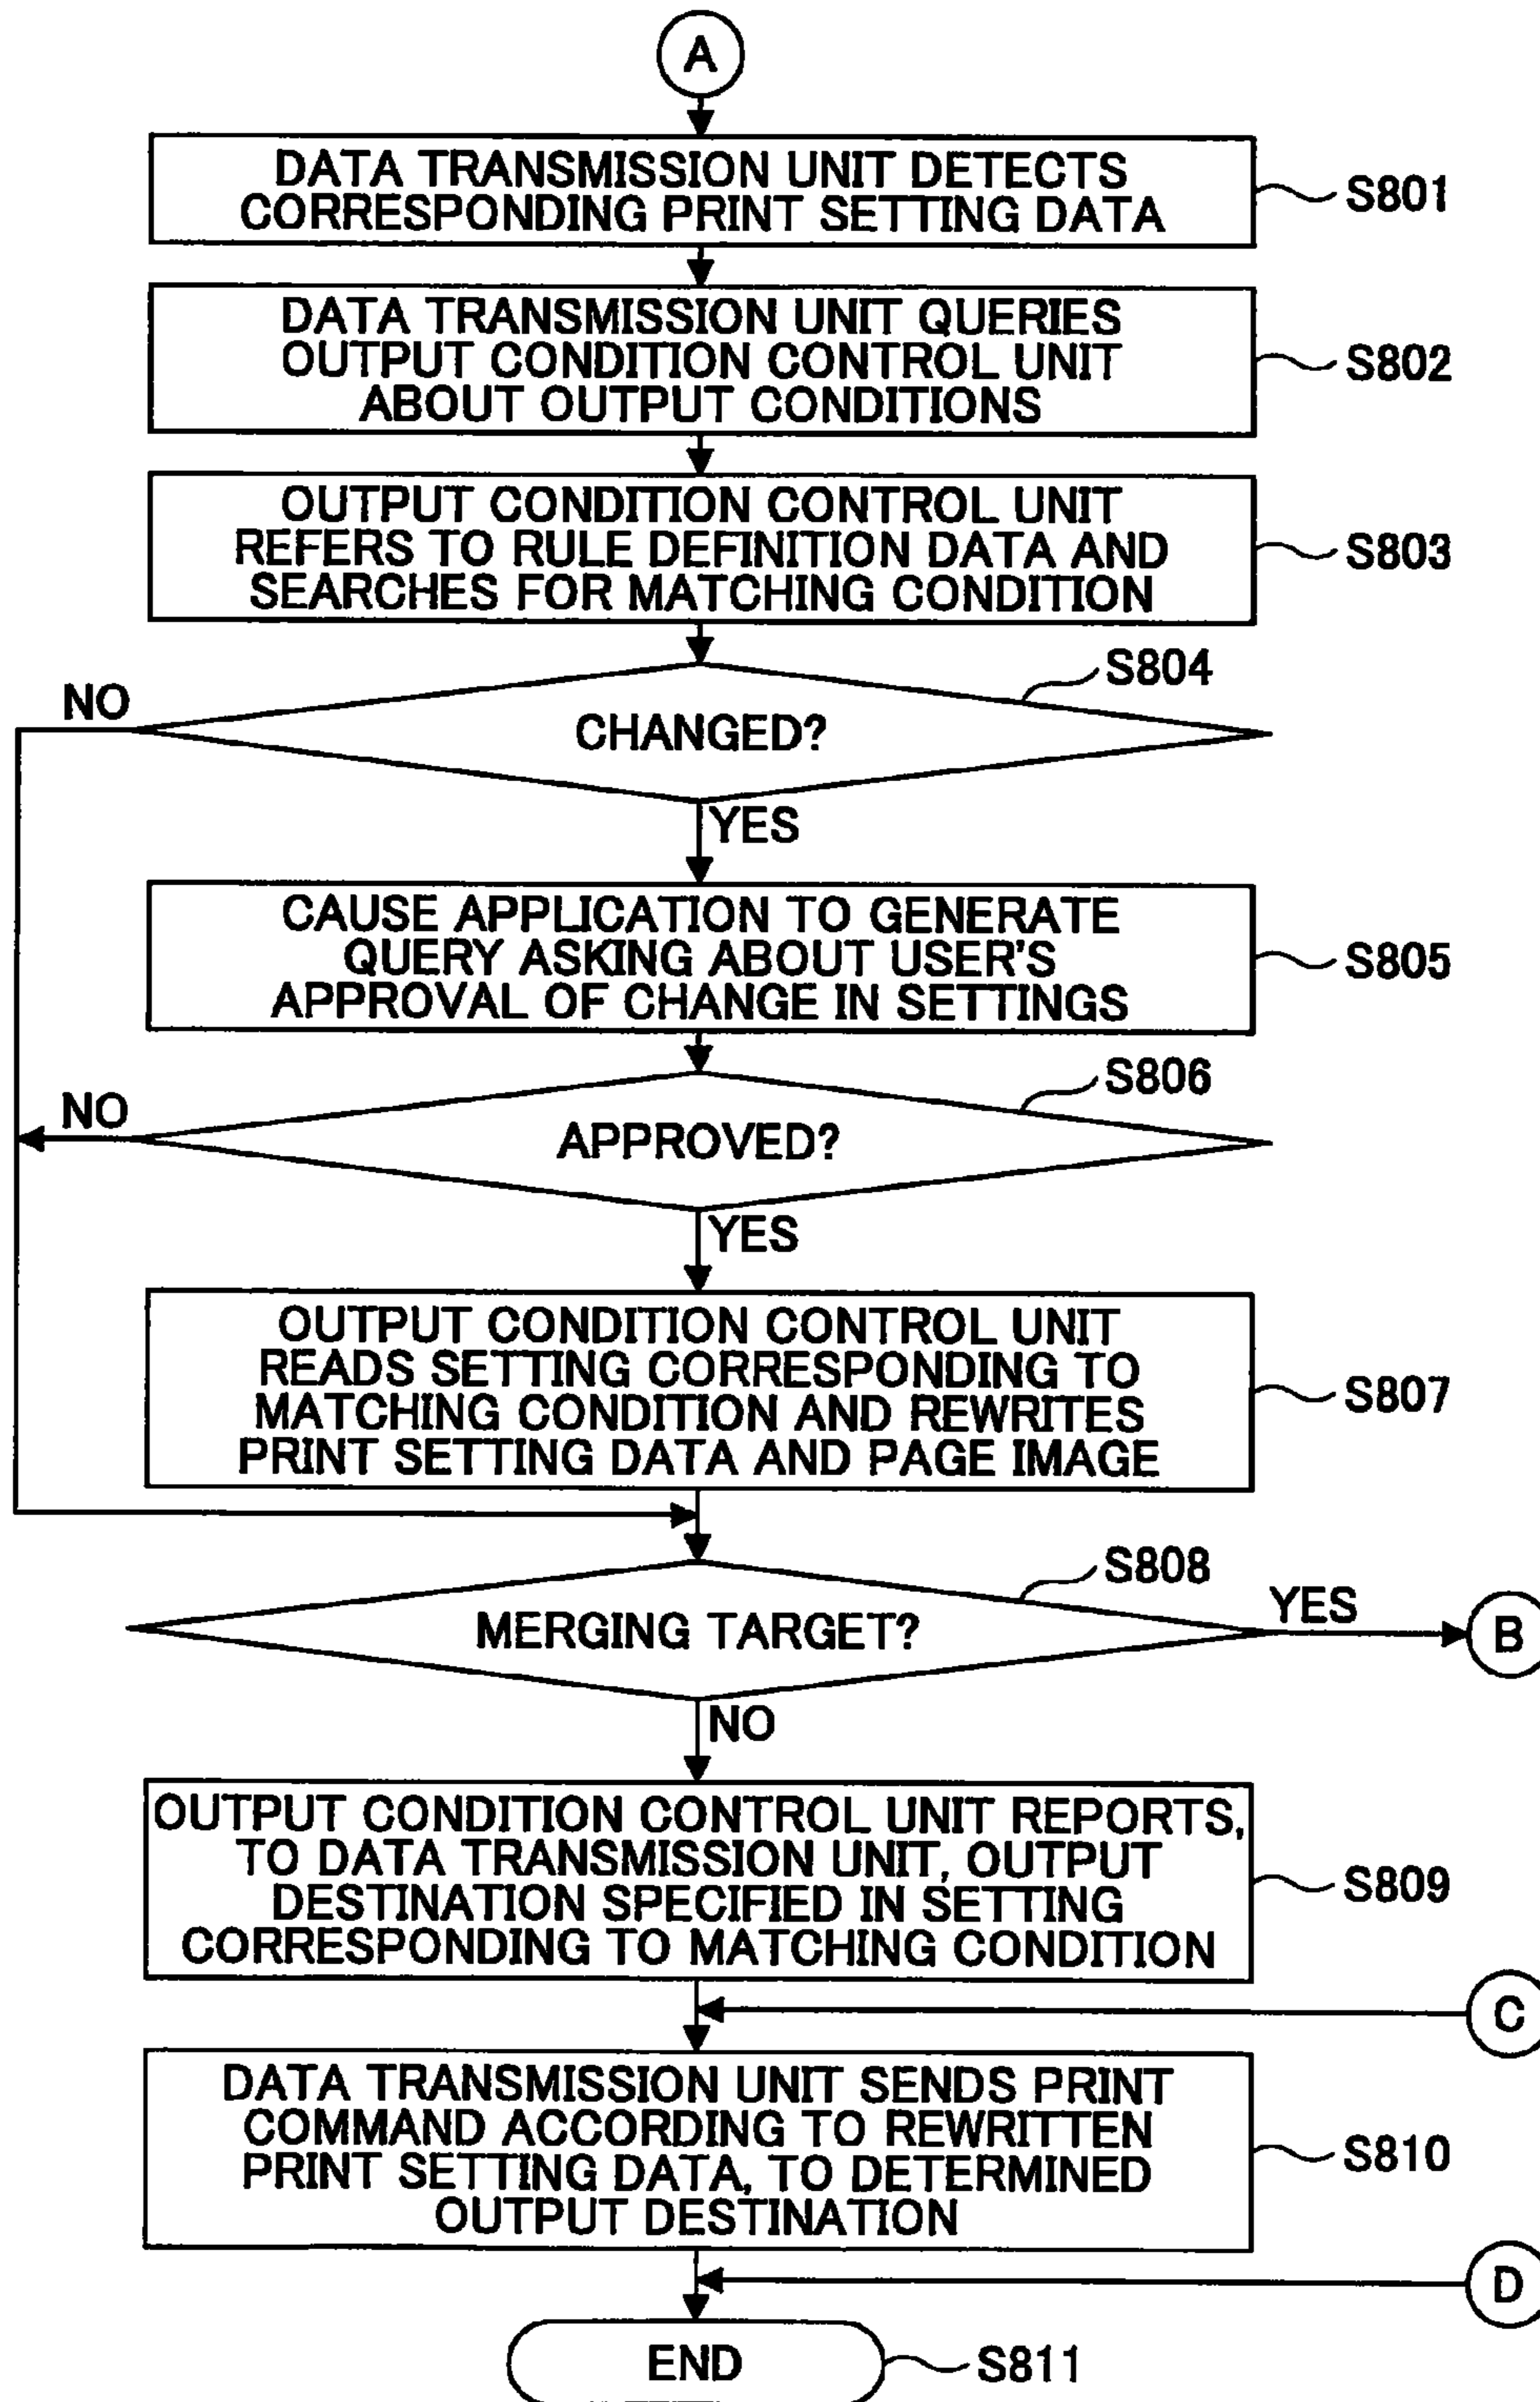 A
DATA TRANSMISSION UNIT DETECTS
CORRESPONDING PRINT SETTING DATA
S801
DATA TRANSMISSION UNIT QUERIES
OUTPUT CONDITION CONTROL UNIT
ABOUT OUTPUT CONDITIONS
S802
OUTPUT CONDITION CONTROL UNIT
REFERS TO RULE DEFINITION DATA AND
SEARCHES FOR MATCHING CONDITION
S803
S804
NO
CHANGED?
YES
CAUSE APPLICATION TO GENERATE
QUERY ASKING ABOUT USER'S
APPROVAL OF CHANGE IN SETTINGS
S805
S806
NO
APPROVED?
YES
OUTPUT CONDITION CONTROL UNIT
READS SETTING CORRESPONDING TO
MATCHING CONDITION AND REWRITES
PRINT SETTING DATA AND PAGE IMAGE
S807
S808
MERGING TARGET?
YES
B
NO
OUTPUT CONDITION CONTROL UNIT REPORTS,
TO DATA TRANSMISSION UNIT, OUTPUT
DESTINATION SPECIFIED IN SETTING
CORRESPONDING TO MATCHING CONDITION
S809
C
DATA TRANSMISSION UNIT SENDS PRINT
COMMAND ACCORDING TO REWRITTEN
PRINT SETTING DATA, TO DETERMINED
OUTPUT DESTINATION
S810
D
END
S811